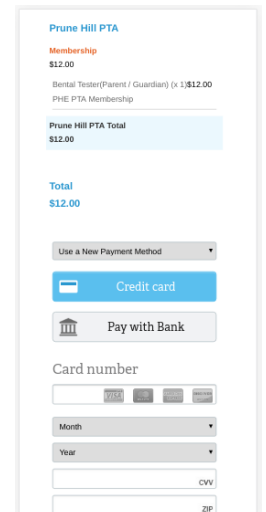 Prune Hill PTA
Membership
$12.00
Bental Tester(Parent / Guardian) (x 1)$12.00
PHE PTA Membership
Prune Hill PTA Total
$12.00
Total
$12.00
Use a New Payment Method
Credit card
Pay with Bank
Card number
VISA
Month
Year
CVV
ZIP